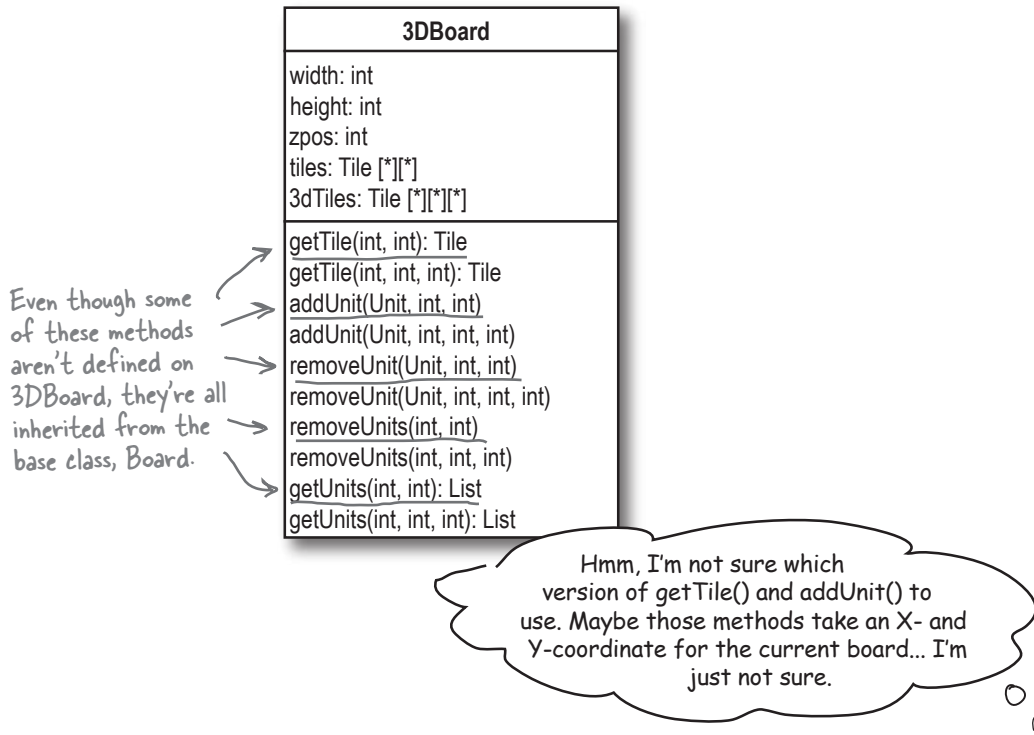 3DBoard
width: int
height: int
zpos: int
tiles: Tile [*][*]
3dTiles: Tile [*][*][*]
getTile(int, int): Tile
getTile(int, int, int): Tile
addUnit(Unit, int, int)
addUnit(Unit, int, int, int)
removeUnit(Unit, int, int)
removeUnit(Unit, int, int, int)
removeUnits(int, int)
removeUnits(int, int, int)
getUnits(int, int): List
getUnits(int, int, int): List
Even though some
of these methods
aren't defined on
3DBoard, they're all
inherited from the
base class, Board.
Hmm, I'm not sure which
version of getTile() and addUnit() to
use. Maybe those methods take an X- and
Y-coordinate for the current board... I'm
just not sure.